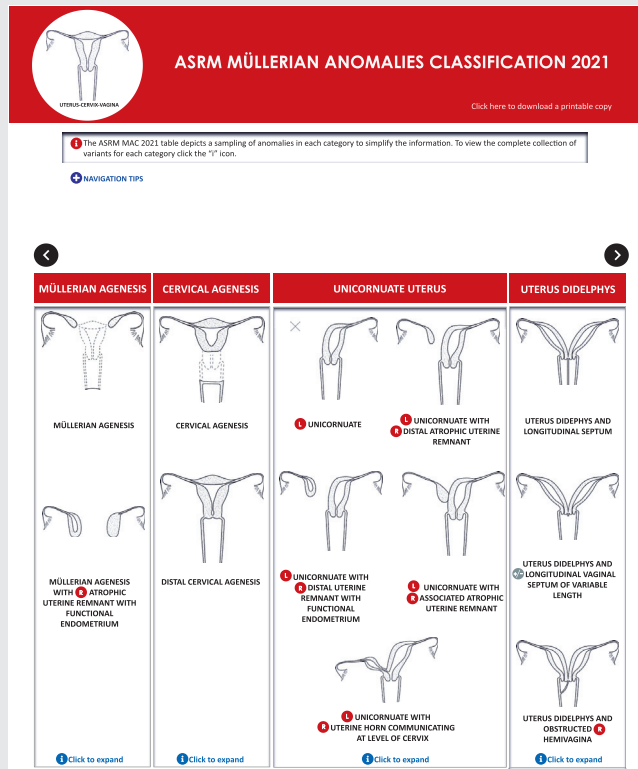 UTERUS-CERVIX-VAGINA
ASRM MÜLLERIAN ANOMALIES CLASSIFICATION 2021
Click here to download a printable copy
i The ASRM MAC 2021 table depicts a sampling of anomalies in each category to simplify the information. To view the complete collection of
variants for each category click the "i" icon.
NAVIGATION TIPS
MÜLLERIAN AGENESIS
CERVICAL AGENESIS
UNICORNUATE UTERUS
UTERUS DIDELPHYS
MÜLLERIAN AGENESIS
CERVICAL AGENESIS
L UNICORNUATE
L UNICORNUATE WITH
R DISTAL ATROPHIC UTERINE
REMNANT
UTERUS DIDEPHYS AND
LONGITUDINAL SEPTUM
MÜLLERIAN AGENESIS
WITH R ATROPHIC
UTERINE REMNANT WITH
FUNCTIONAL
ENDOMETRIUM
DISTAL CERVICAL AGENESIS
L UNICORNUATE WITH
R DISTAL UTERINE
REMNANT WITH
FUNCTIONAL
ENDOMETRIUM
L UNICORNUATE WITH
R ASSOCIATED ATROPHIC
UTERINE REMNANT
UTERUS DIDELPHYS AND
+/- LONGITUDINAL VAGINAL
SEPTUM OF VARIABLE
LENGTH
L UNICORNUATE WITH
R UTERINE HORN COMMUNICATING
AT LEVEL OF CERVIX
UTERUS DIDELPHYS AND
OBSTRUCTED R
HEMIVAGINA
i Click to expand
i Click to expand
i Click to expand
i Click to expand